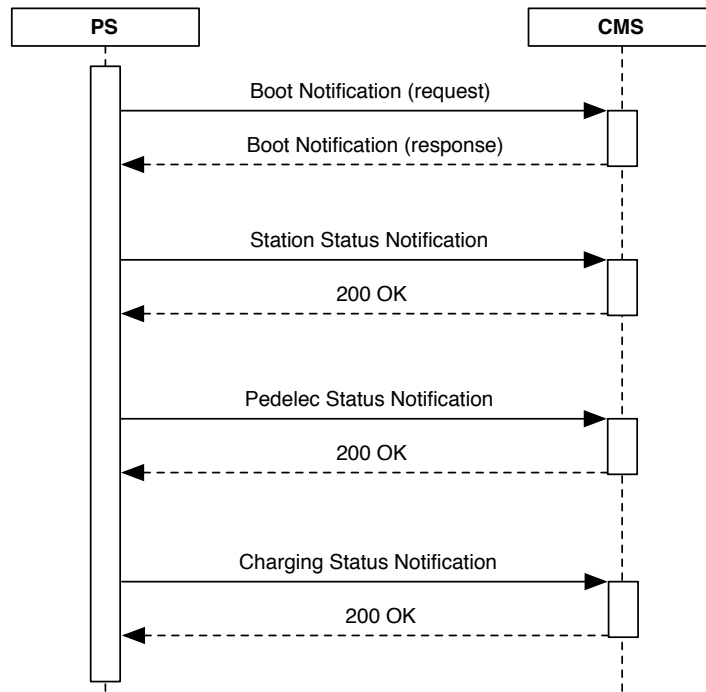 PS
CMS
Boot Notification (request)
Boot Notification (response)
Station Status Notification
200 OK
Pedelec Status Notification
200 OK
Charging Status Notification
200 OK